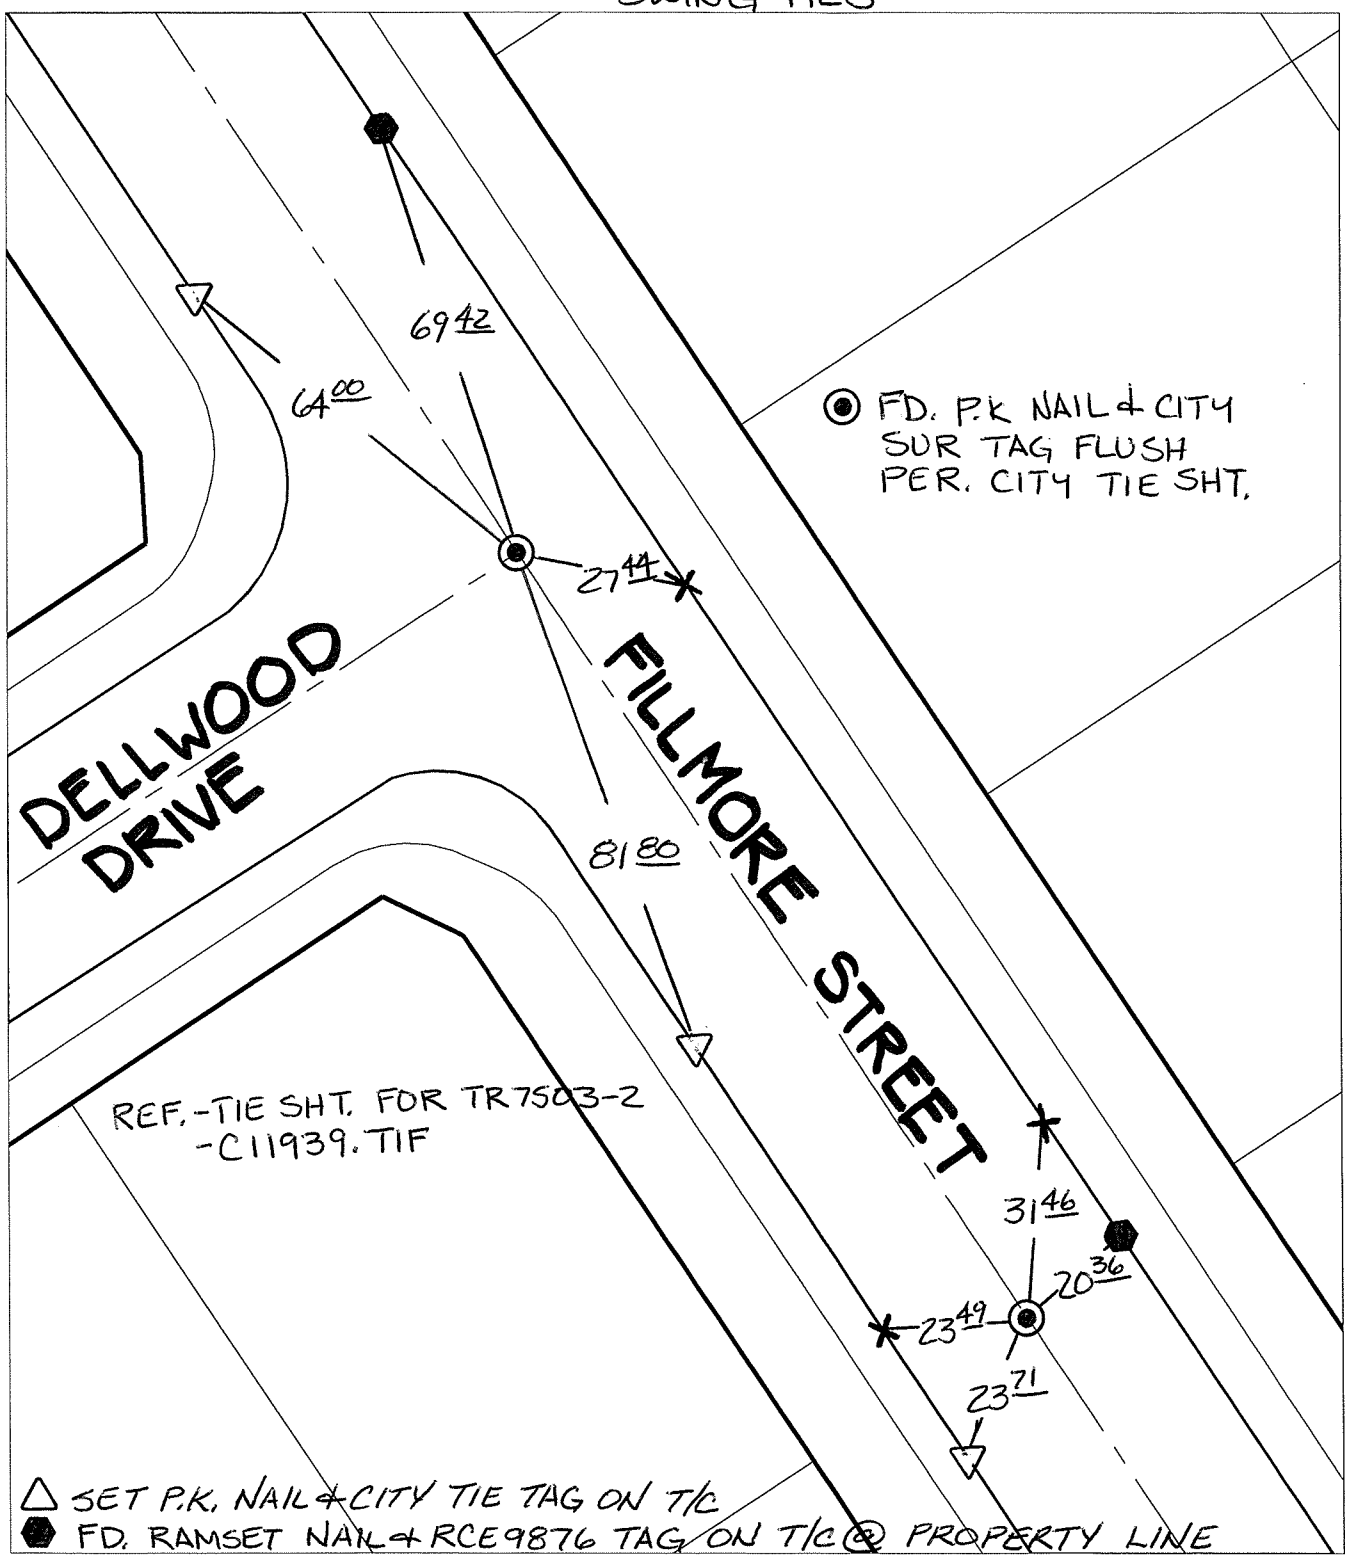 SWING TIES
69 42
64 00
FD. P.K NAIL & CITY
SUR TAG FLUSH
PER. CITY TIE SHT.
27 44
DELLWOOD
DRIVE
FILLMORE STREET
81 80
REF.-TIE SHT. FOR TR7503-2
-C11939.TIF
31 46
20 36
23 49
23 71
SET P.K. NAIL & CITY TIE TAG ON T/C
FD. RAMSET NAIL & RCE9876 TAG ON T/C @ PROPERTY LINE